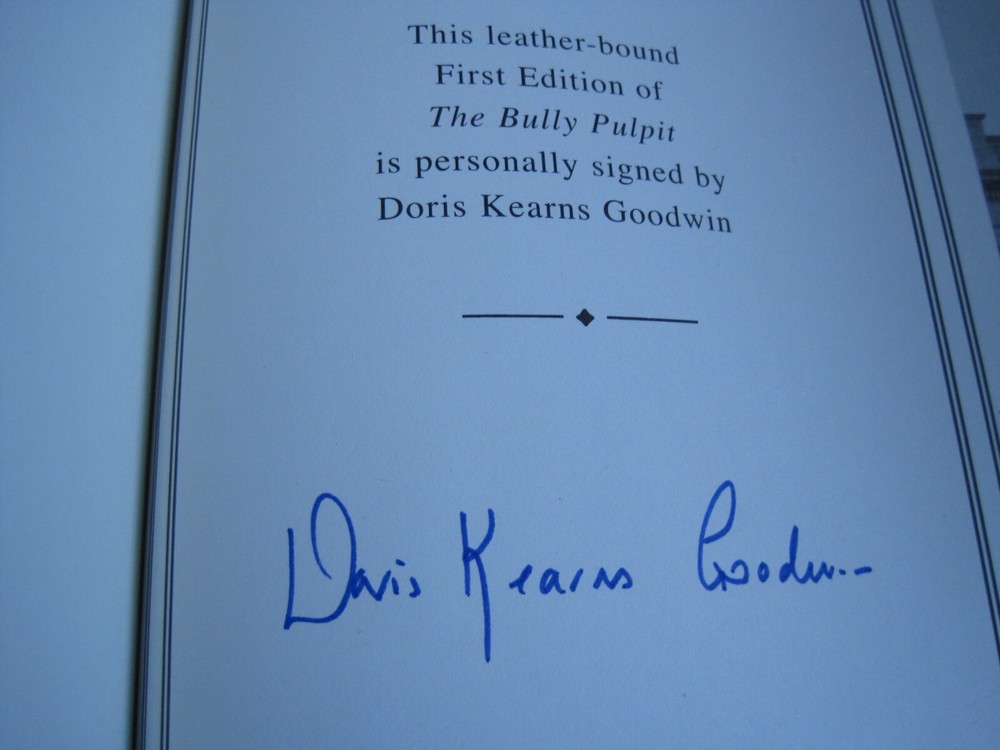 This leather-bound
First Edition of
The Bully Pulpit
is personally signed by
Doris Kearns Goodwin
Doris Kearns Goodwin